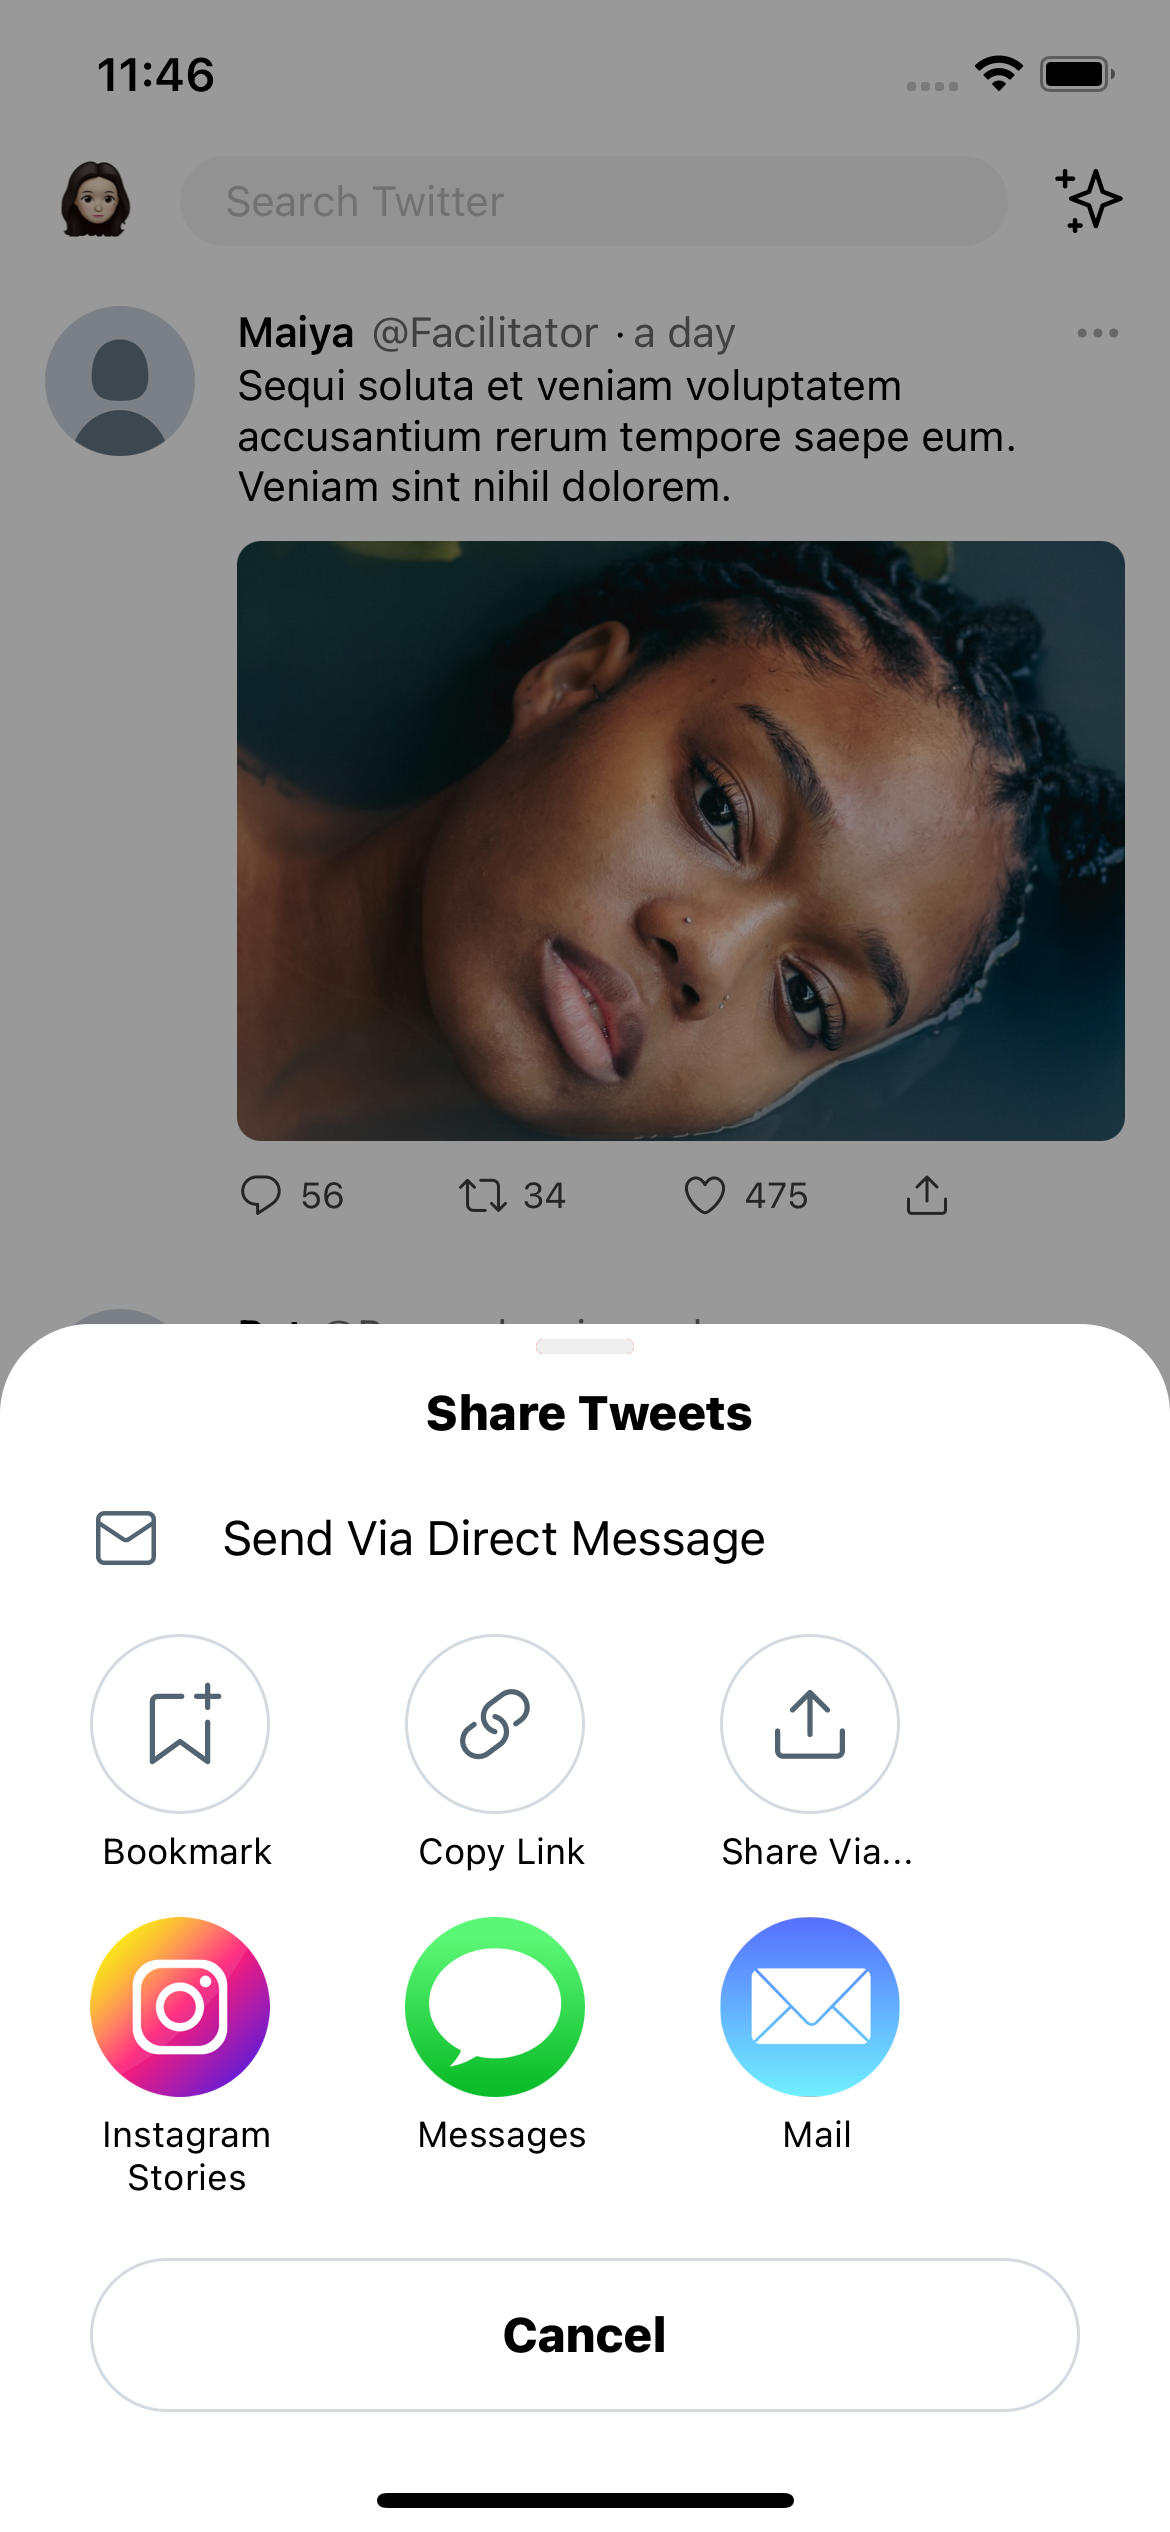 11:46
Search Twitter
Maiya @Facilitator · a day
Sequi soluta et veniam voluptatem
accusantium rerum tempore saepe eum.
Veniam sint nihil dolorem.
56 34 475
Share Tweets
Send Via Direct Message
Bookmark Copy Link Share Via...
Instagram Messages Mail
Stories
Cancel